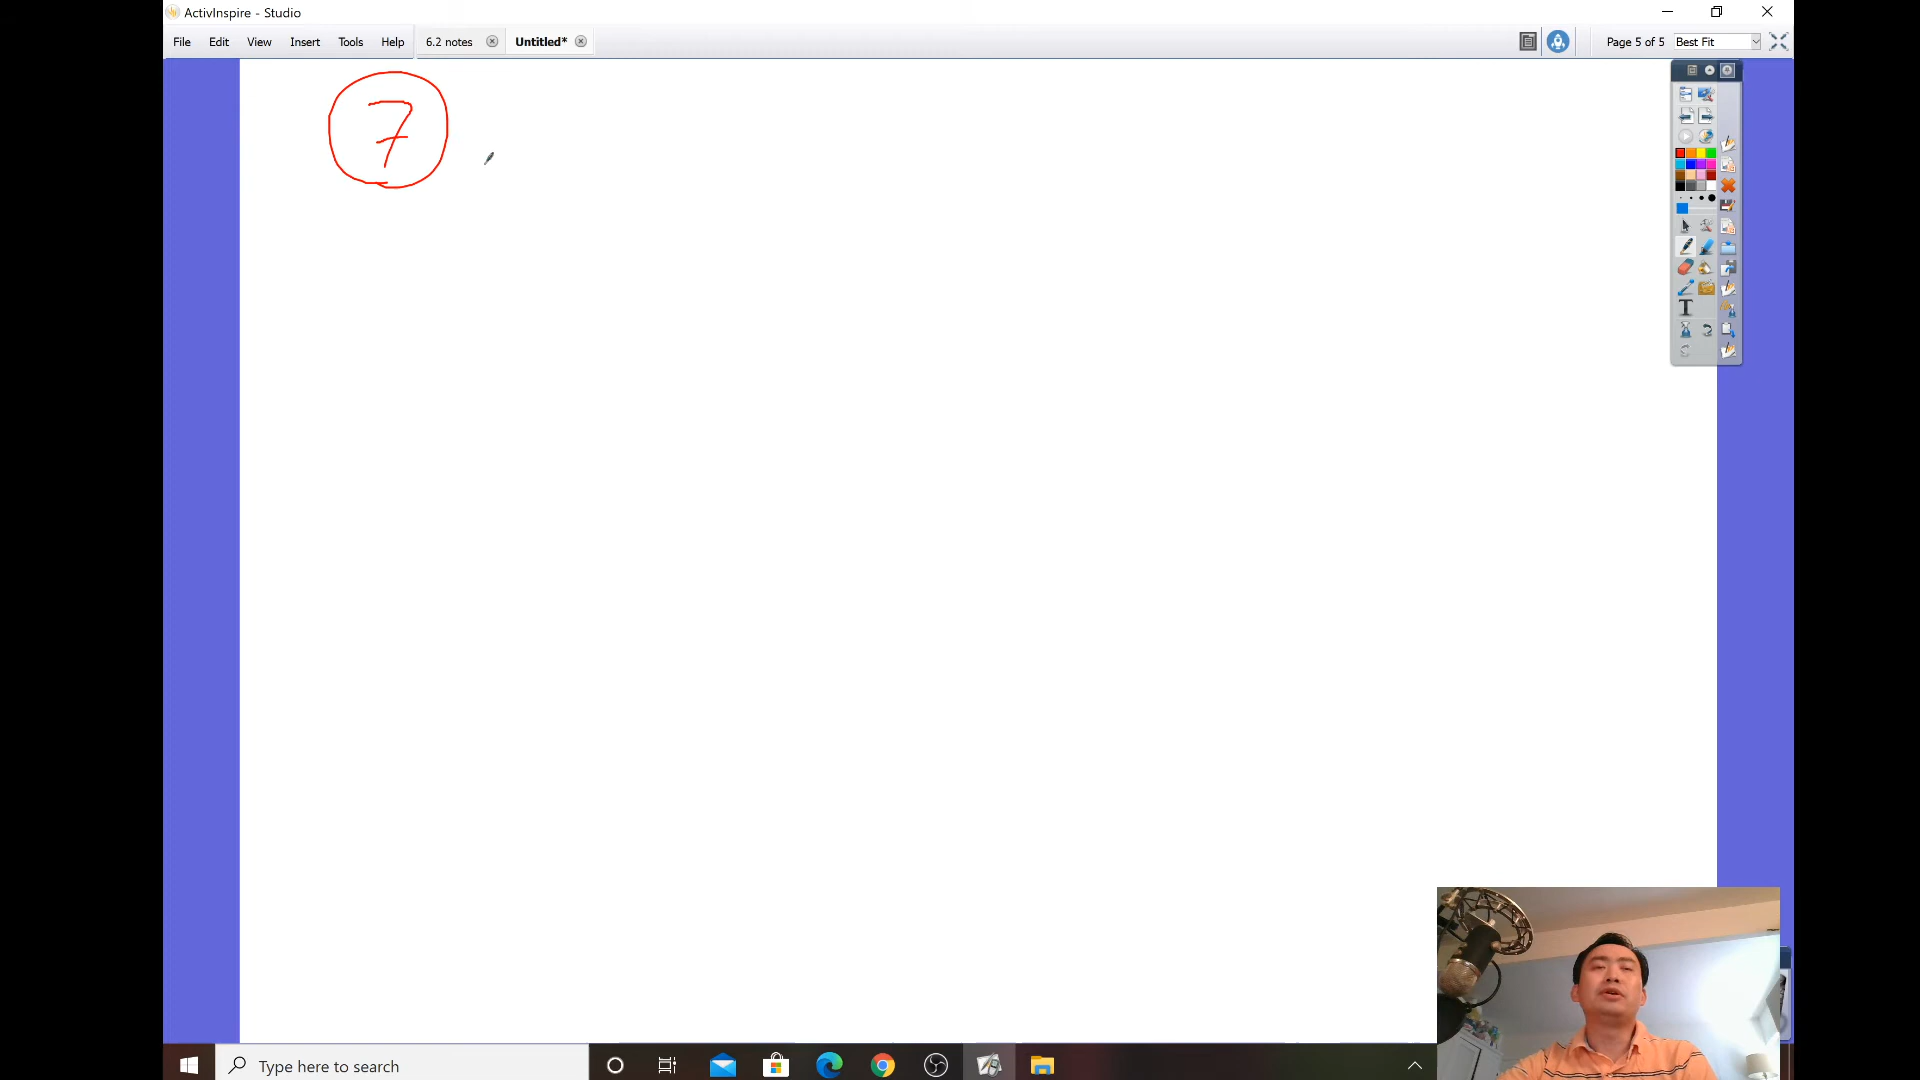 ActivInspire - Studio
File Edit View Insert Tools Help 6.2 notes Untitled* Page 5 of 5 Best Fit
7
T
Type here to search